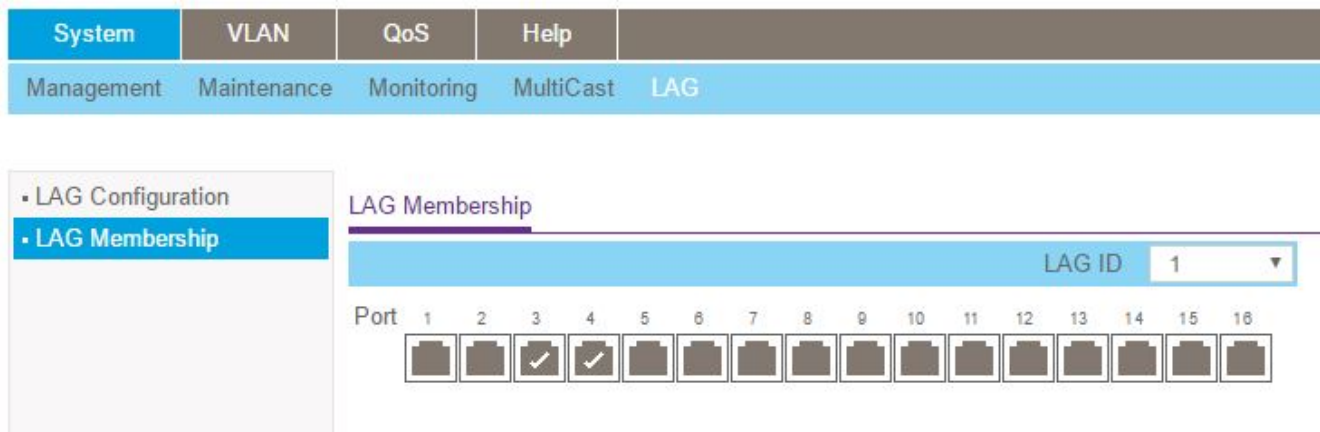 System VLAN QoS Help
Management Maintenance Monitoring MultiCast LAG
LAG Configuration
LAG Membership
LAG Membership
LAG ID 1
Port 1 2 3 4 5 6 7 8 9 10 11 12 13 14 15 16